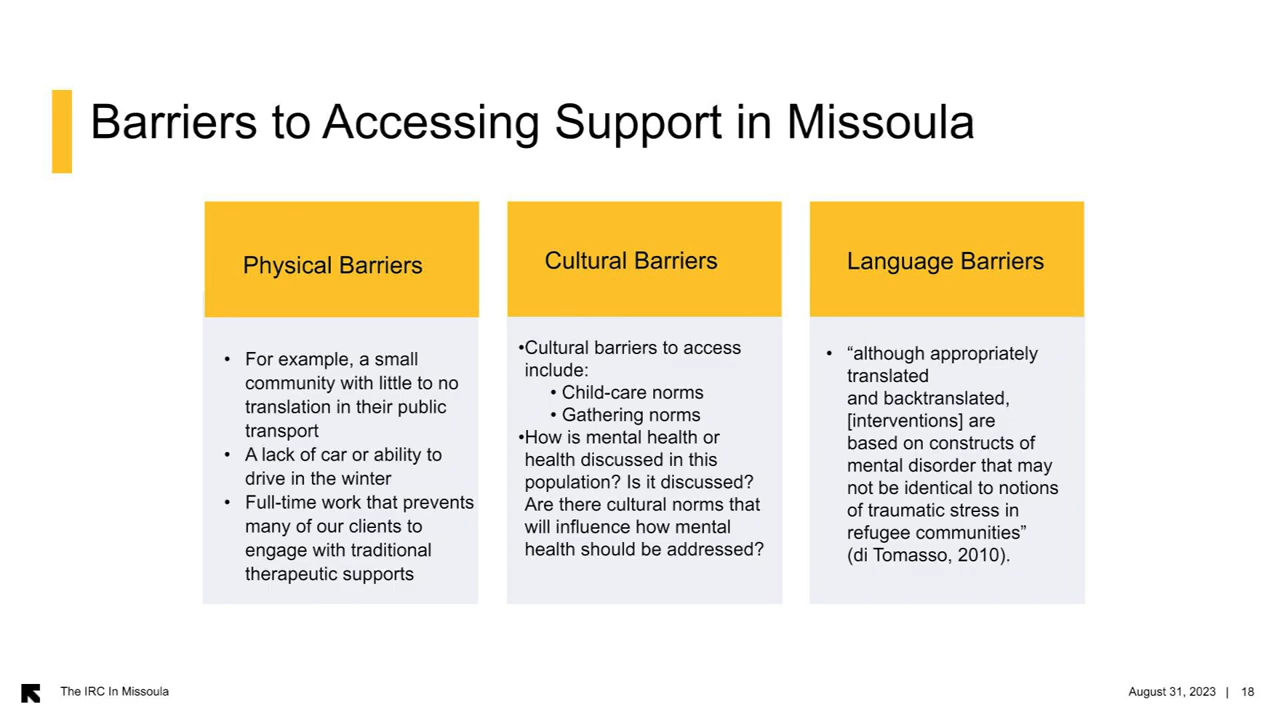 Barriers to Accessing Support in Missoula
Physical Barriers
• For example, a small
community with little to no
translation in their public
transport
• A lack of car or ability to
drive in the winter
• Full-time work that prevents
many of our clients to
engage with traditional
therapeutic supports
Cultural Barriers
•Cultural barriers to access
include:
• Child-care norms
• Gathering norms
•How is mental health or
health discussed in this
population? Is it discussed?
Are there cultural norms that
will influence how mental
health should be addressed?
Language Barriers
• “although appropriately
translated
and backtranslated,
[interventions] are
based on constructs of
mental disorder that may
not be identical to notions
of traumatic stress in
refugee communities”
(di Tomasso, 2010).
The IRC In Missoula
August 31, 2023 | 18